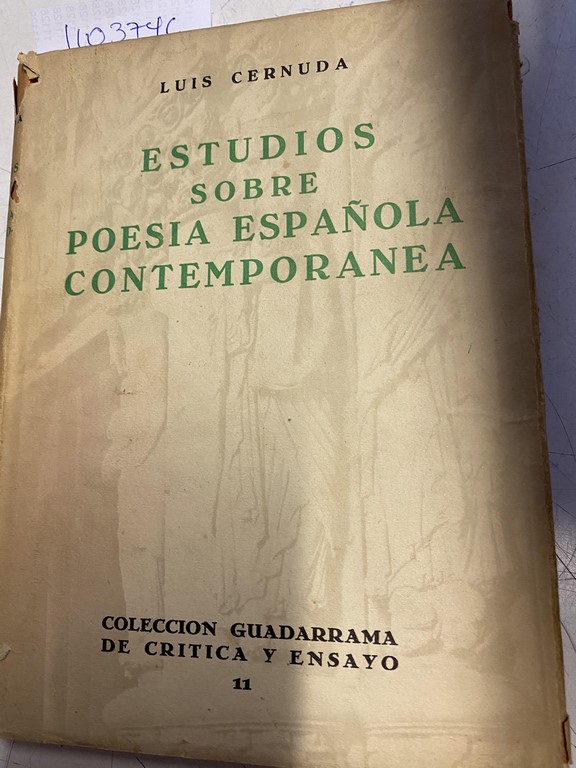 LUIS CERNUDA
ESTUDIOS
SOBRE
POESIA ESPAÑOLA
CONTEMPORANEA
COLECCION GUADARRAMA
DE CRITICA Y ENSAYO
11